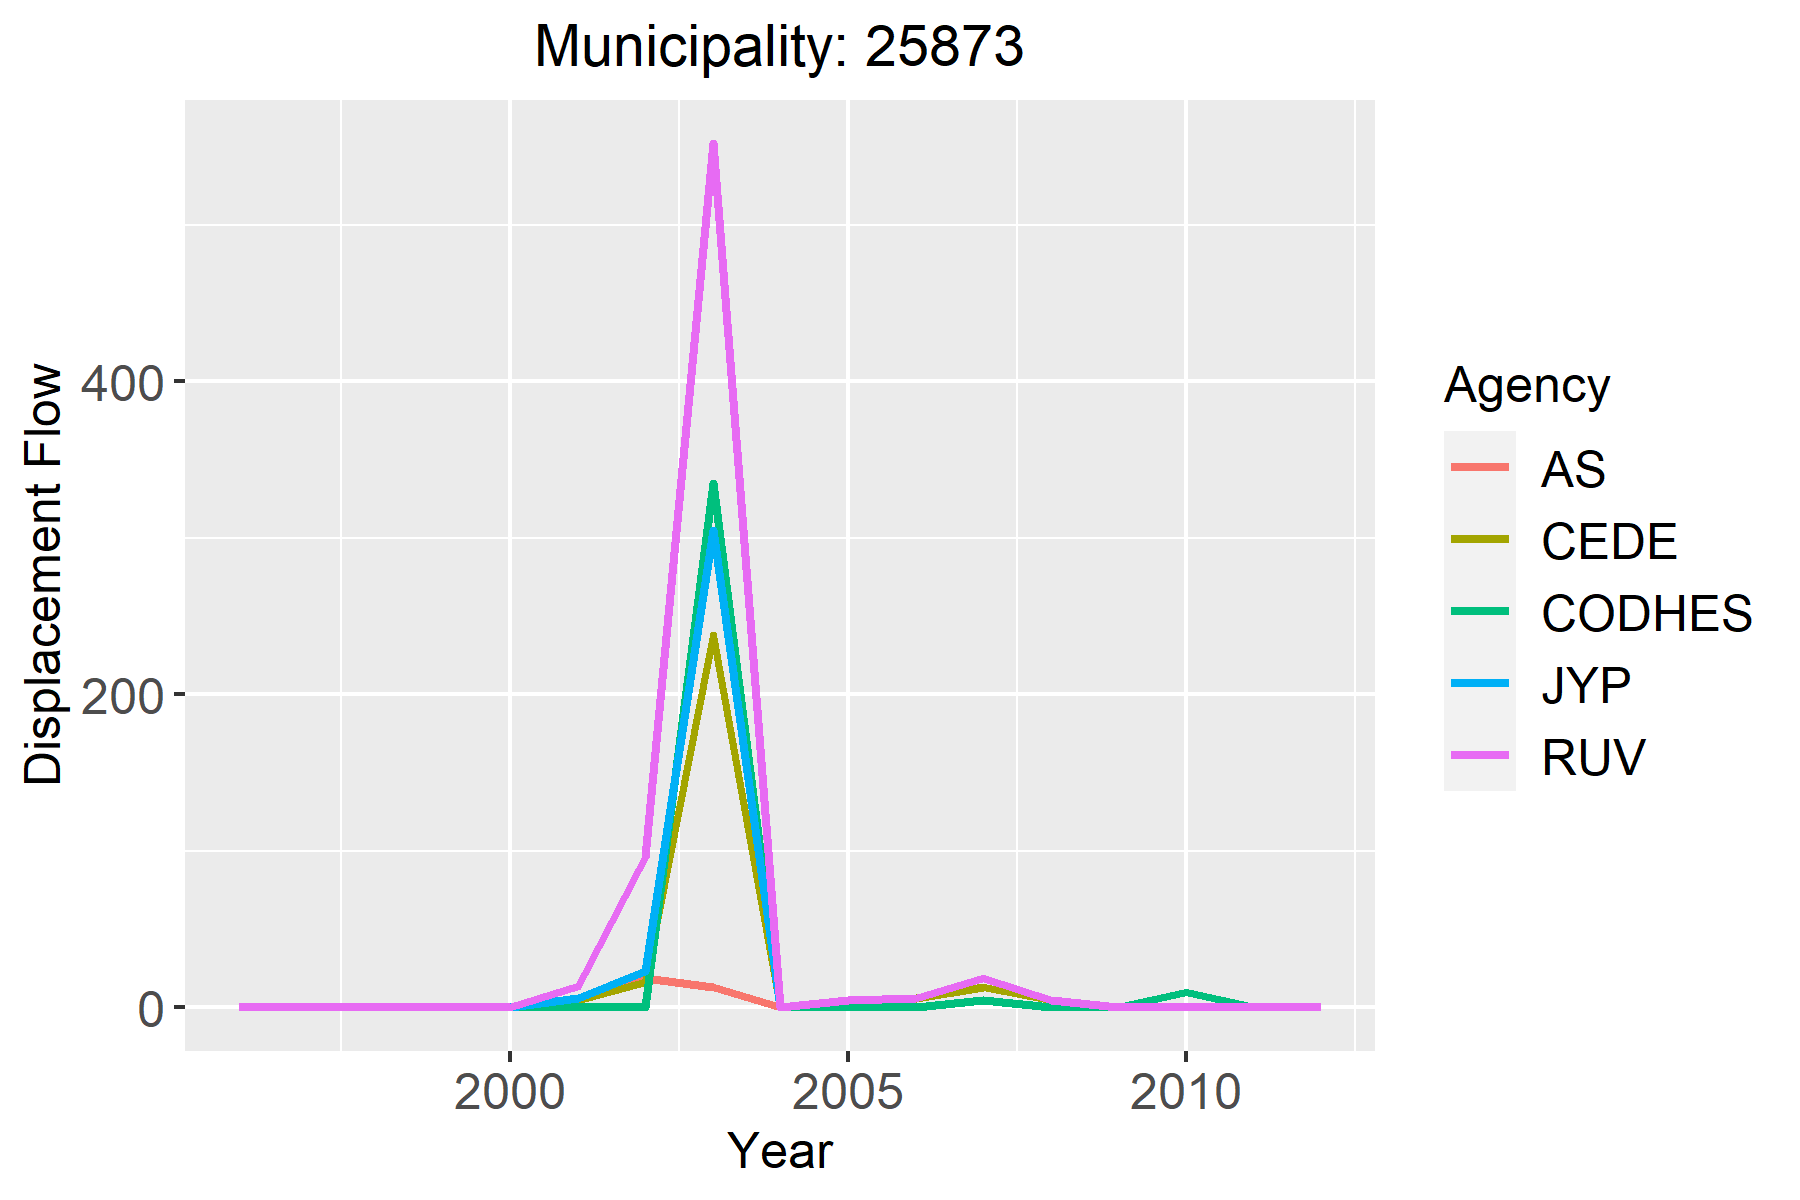 Municipality: 25873
Displacement Flow
400
200
0
2000
2005
2010
Year
Agency
AS
CEDE
CODHES
JYP
RUV